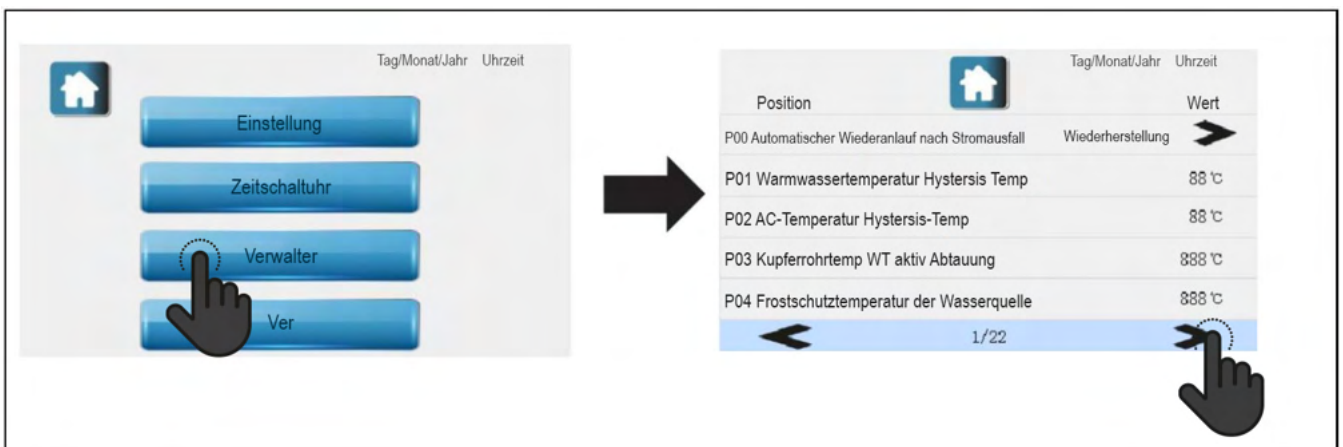 Tag/Monat/Jahr Uhrzeit
Einstellung
Zeitschaltuhr
Verwalter
Ver
Tag/Monat/Jahr Uhrzeit
Position Wert
P00 Automatischer Wiederanlauf nach Stromausfall Wiederherstellung
P01 Warmwassertemperatur Hystersis Temp 88 ℃
P02 AC-Temperatur Hystersis-Temp 88 ℃
P03 Kupferrohrtemp WT aktiv Abtauung 888 ℃
P04 Frostschutztemperatur der Wasserquelle 888 ℃
1/22